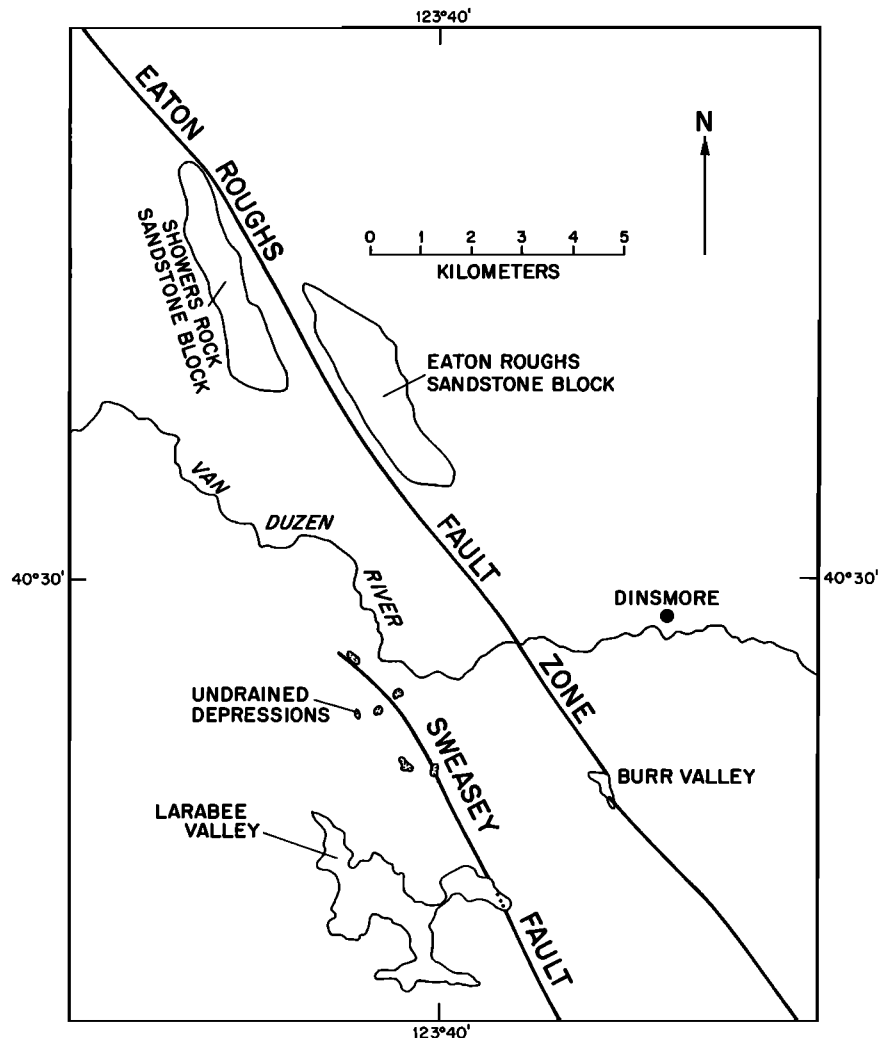 123°40'
EATON
ROUGHS
N
SHOWERS ROCK
SANDSTONE BLOCK
0 1 2 3 4 5
KILOMETERS
EATON ROUGHS
SANDSTONE BLOCK
VAN
DUZEN
RIVER
FAULT
40°30'
40°30'
DINSMORE
ZONE
UNDRAINED
DEPRESSIONS
SWEASEY
BURR VALLEY
LARABEE
VALLEY
FAULT
123°40'